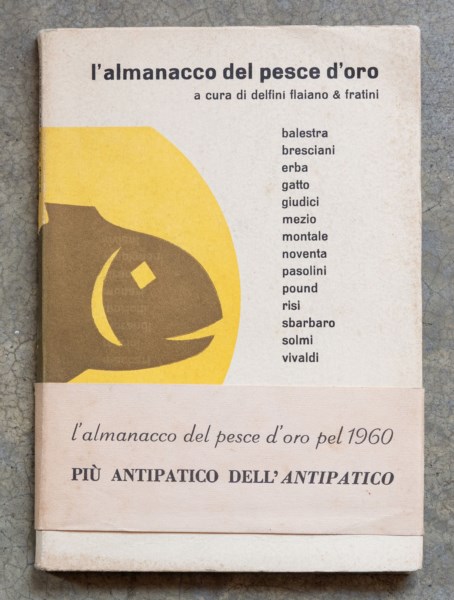 l'almanacco del pesce d'oro
a cura di delfini flaiano & fratini
balestra
bresciani
erba
gatto
giudici
mezio
montale
noventa
pasolini
pound
risi
sbarbaro
solmi
vivaldi
l'almanacco del pesce d'oro pel 1960
PIÙ ANTIPATICO DELL'ANTIPATICO